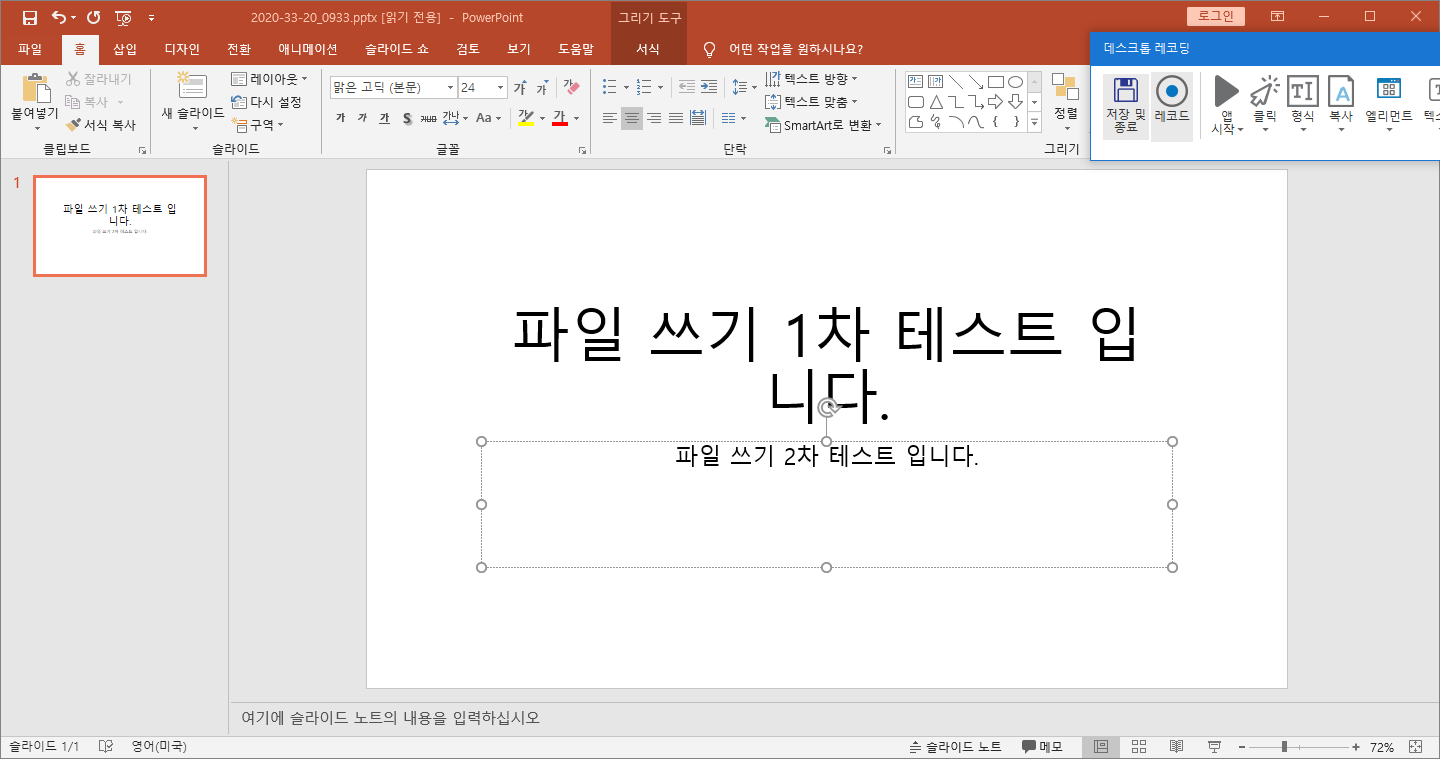 2020-33-20_0933.pptx [읽기 전용] - PowerPoint
그리기 도구
로그인
파일 홈 삽입 디자인 전환 애니메이션 슬라이드 쇼 검토 보기 도움말 서식 어떤 작업을 원하시나요?
데스크톱 레코딩
붙여넣기
잘라내기
복사
서식 복사
클립보드
새 슬라이드
레이아웃
다시 설정
구역
슬라이드
맑은 고딕 (본문) 24
가 가 가 S 가나 Aa 가 가
글꼴
텍스트 방향
텍스트 맞춤
SmartArt로 변환
단락
정렬
그리기
저장 및 종료
레코드
앱 시작
클릭
형식
복사
엘리먼트
1
파일 쓰기 1차 테스트 입
니다.
파일 쓰기 2차 테스트 입니다.
파일 쓰기 1차 테스트 입
니다.
파일 쓰기 2차 테스트 입니다.
여기에 슬라이드 노트의 내용을 입력하십시오
슬라이드 1/1 영어(미국) 슬라이드 노트 메모 72%